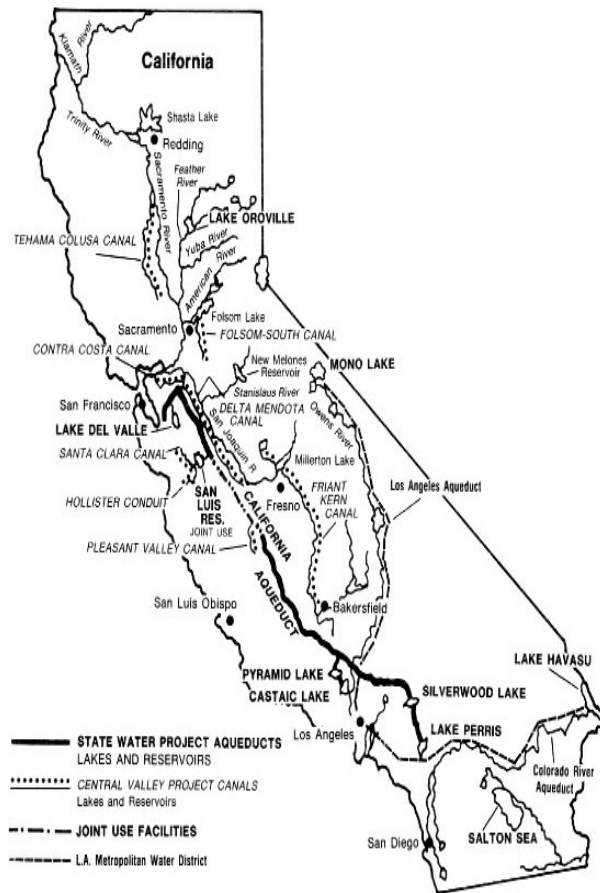 California
Klamath
River
Trinity River
Shasta Lake
Redding
Sacramento River
Feather
River
LAKE OROVILLE
Yuba River
TEHAMA COLUSA CANAL
American
River
Sacramento
Folsom Lake
FOLSOM-SOUTH CANAL
CONTRA COSTA CANAL
New Melones
Reservoir
MONO LAKE
San Francisco
Stanislaus River
DELTA MENDOTA
CANAL
Owens River
LAKE DEL VALLE
San Joaquin R.
SANTA CLARA CANAL
Millerton Lake
Los Angeles Aqueduct
HOLLISTER CONDUIT
SAN
LUIS
RES.
JOINT USE
Fresno
FRIANT
KERN
CANAL
PLEASANT VALLEY CANAL
CALIFORNIA
AQUEDUCT
San Luis Obispo
Bakersfield
LAKE HAVASU
PYRAMID LAKE
CASTAIC LAKE
SILVERWOOD LAKE
Los Angeles
LAKE PERRIS
Colorado River
Aqueduct
San Diego
SALTON SEA
STATE WATER PROJECT AQUEDUCTS
LAKES AND RESERVOIRS
CENTRAL VALLEY PROJECT CANALS
Lakes and Reservoirs
JOINT USE FACILITIES
L.A. Metropolitan Water District